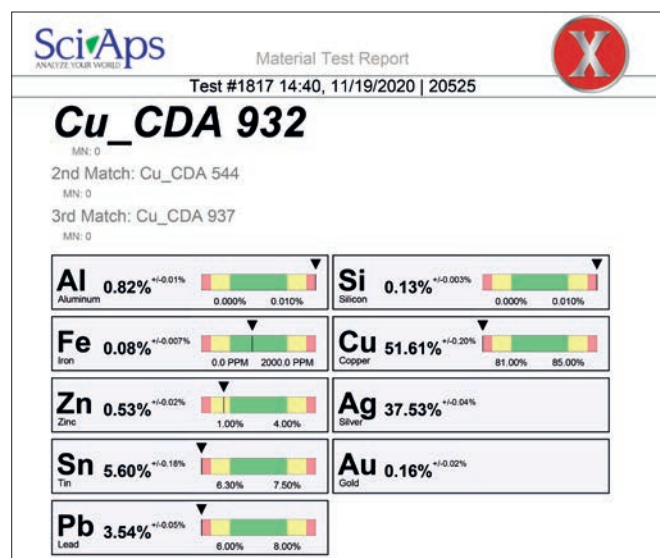 SciAps
ANALYZE YOUR WORLD
Material Test Report
X
Test #1817 14:40, 11/19/2020 | 20525
Cu_CDA 932
MN: 0
2nd Match: Cu_CDA 544
MN: 0
3rd Match: Cu_CDA 937
MN: 0
Al 0.82% +/-0.01%
Aluminum 0.000% 0.010%
Si 0.13% +/-0.003%
Silicon 0.000% 0.010%
Fe 0.08% +/-0.007%
Iron 0.0 PPM 2000.0 PPM
Cu 51.61% +/-0.20%
Copper 81.00% 85.00%
Zn 0.53% +/-0.02%
Zinc 1.00% 4.00%
Ag 37.53% +/-0.04%
Silver
Sn 5.60% +/-0.18%
Tin 6.30% 7.50%
Au 0.16% +/-0.02%
Gold
Pb 3.54% +/-0.05%
Lead 6.00% 8.00%